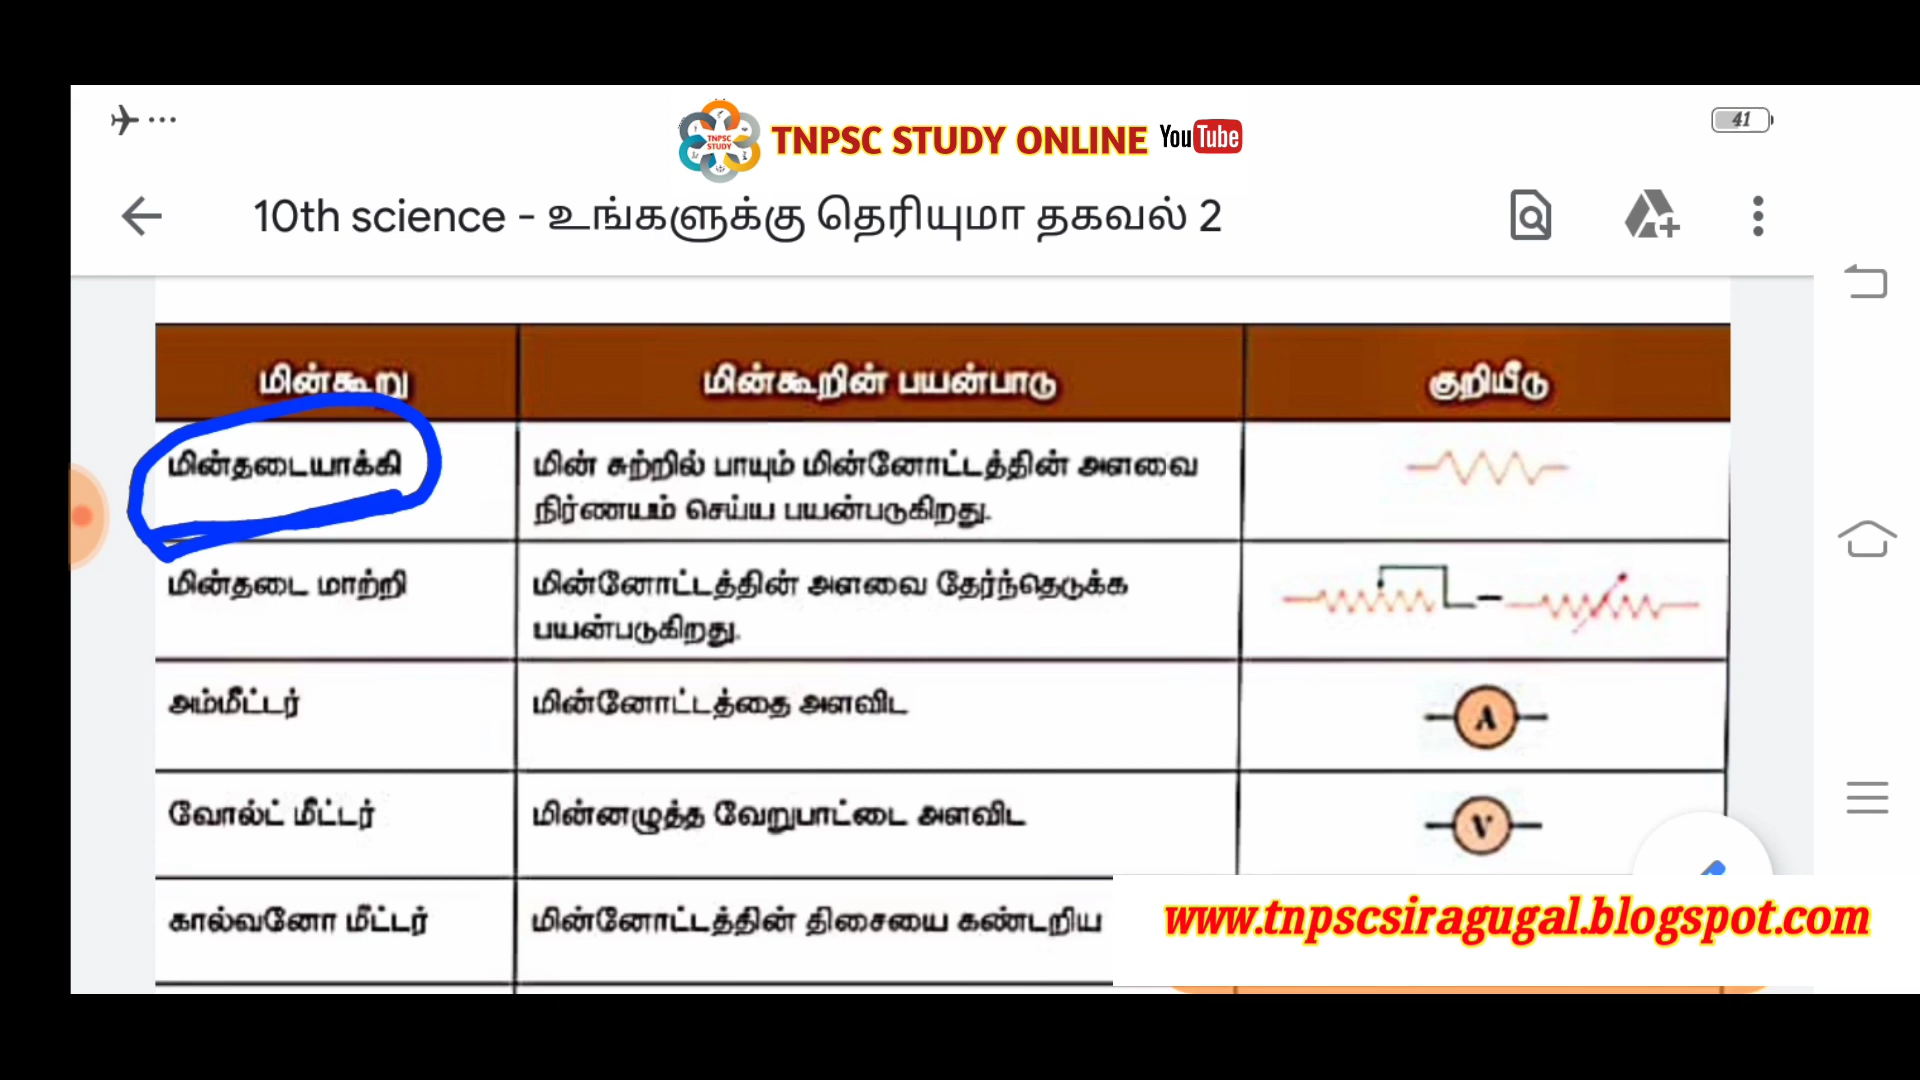 41
TNPSC STUDY
TNPSC STUDY ONLINE YouTube
10th science - உங்களுக்கு தெரியுமா தகவல் 2
மின்கூறு மின்கூறின் பயன்பாடு குறியீடு
மின்தடையாக்கி மின் சுற்றில் பாயும் மின்னோட்டத்தின் அளவை
நிர்ணயம் செய்ய பயன்படுகிறது.
மின்தடை மாற்றி மின்னோட்டத்தின் அளவை தேர்ந்தெடுக்க
பயன்படுகிறது.
அம்மீட்டர் மின்னோட்டத்தை அளவிட A
வோல்ட் மீட்டர் மின்னழுத்த வேறுபாட்டை அளவிட V
கால்வனோ மீட்டர் மின்னோட்டத்தின் திசையை கண்டறிய
www.tnpscsiragugal.blogspot.com